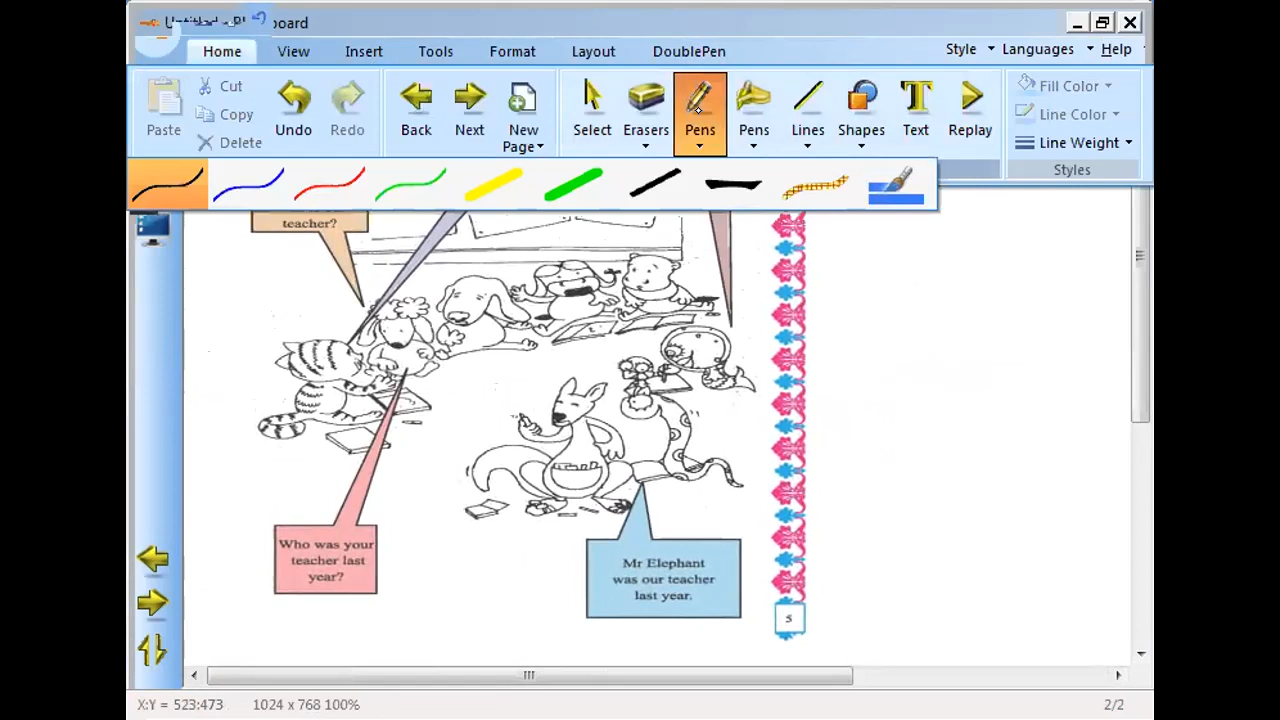 board
Home View Insert Tools Format Layout DoublePen Style Languages Help
Paste Cut Copy Delete Undo Redo Back Next New Page Select Erasers Pens Pens Lines Shapes Text Replay Fill Color Line Color Line Weight
Styles
teacher?
Who was your
teacher last
year?
Mr Elephant
was our teacher
last year.
5
X:Y = 523:473 1024 x 768 100% 2/2